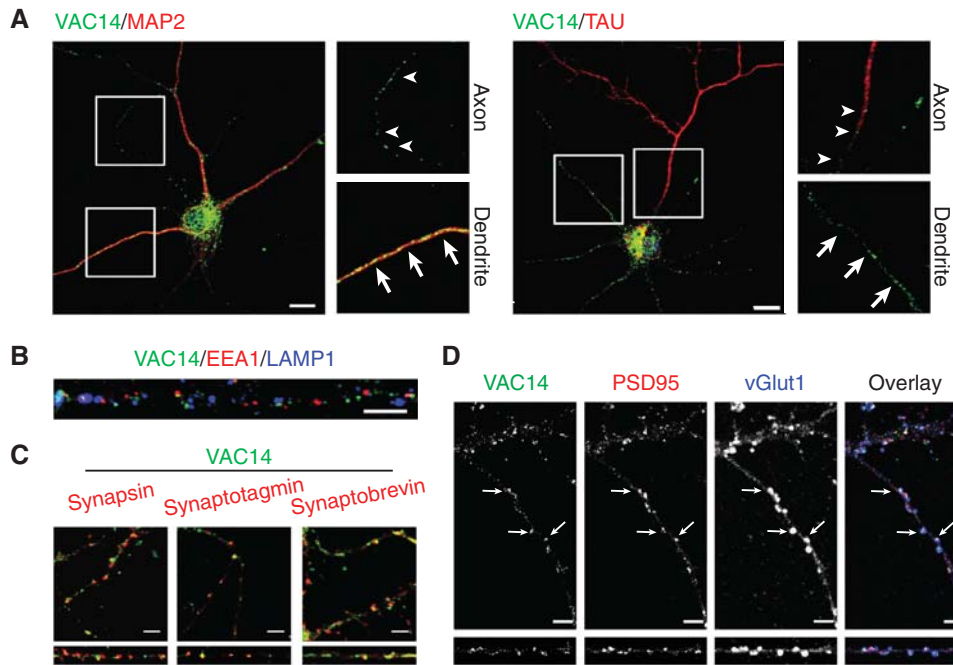 A
VAC14/MAP2
VAC14/TAU
Axon
Dendrite
Axon
Dendrite
B
VAC14/EEA1/LAMP1
C
VAC14
Synapsin
Synaptotagmin
Synaptobrevin
D
VAC14
PSD95
vGlut1
Overlay